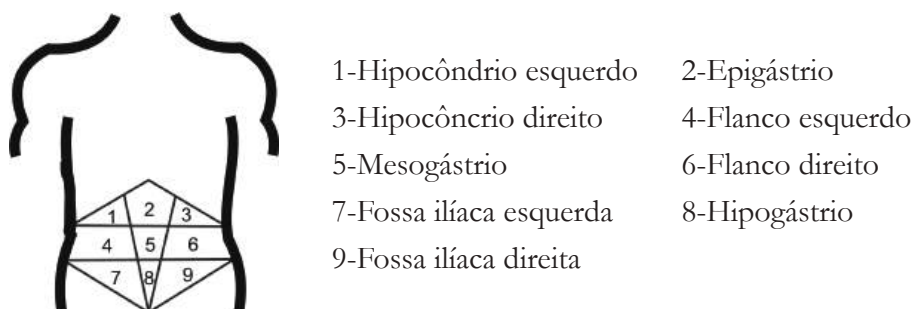 1
2
3
4
5
6
7
8
9
1-Hipocôndrio esquerdo 2-Epigástrio
3-Hipocôncrio direito 4-Flanco esquerdo
5-Mesogástrio 6-Flanco direito
7-Fossa ilíaca esquerda 8-Hipogástrio
9-Fossa ilíaca direita